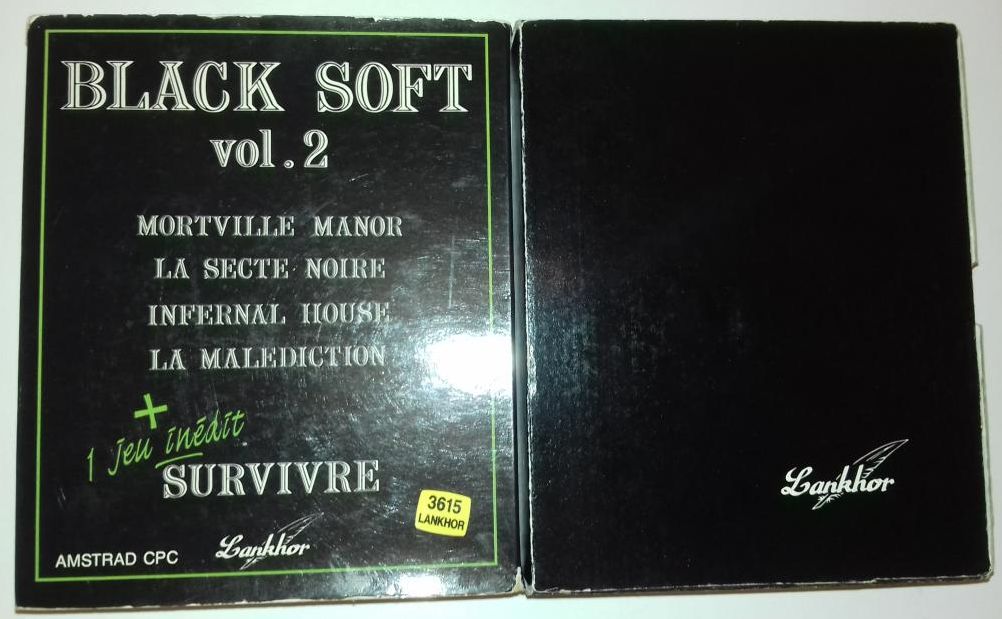 BLACK SOFT
vol.2
MORTVILLE MANOR
LA SECTE NOIRE
INFERNAL HOUSE
LA MALEDICTION
+
1 jeu inédit
SURVIVRE
3615
LANKHOR
AMSTRAD CPC
Lankhor
Lankhor